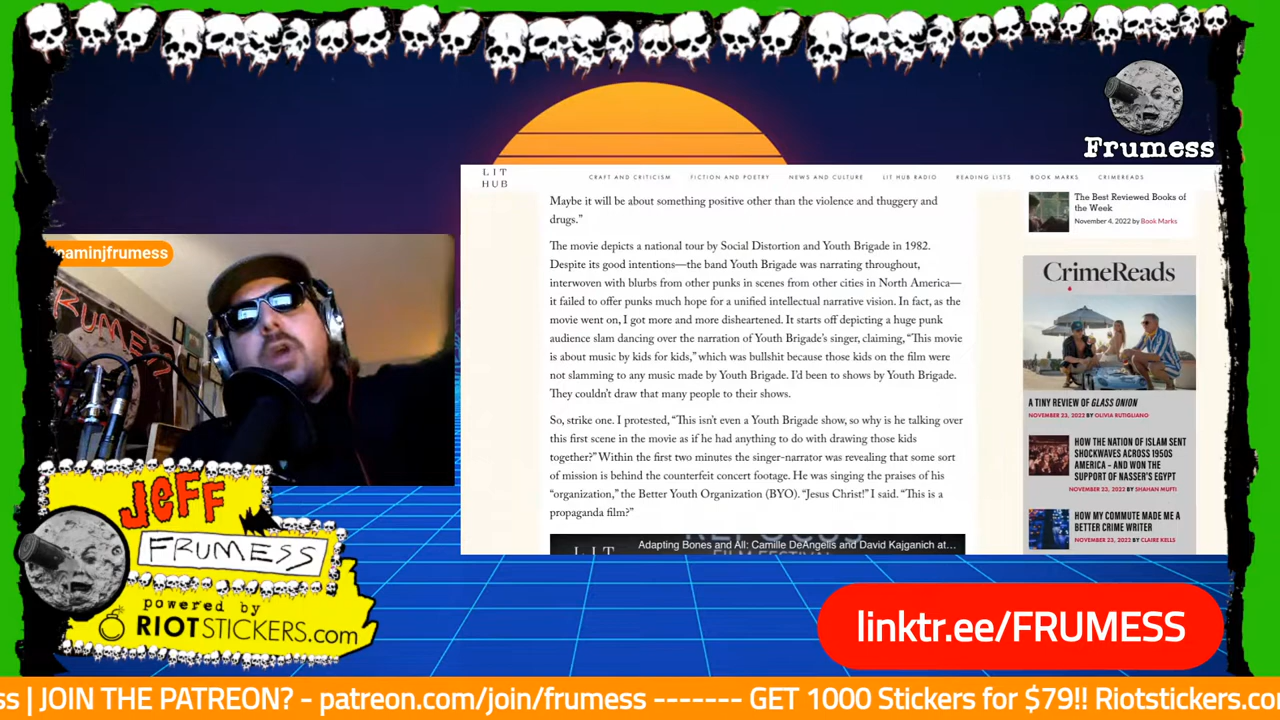 Frumess
LIT
HUB
CRAFT AND CRITICISM
FICTION AND POETRY
NEWS AND CULTURE
LIT HUB RADIO
READING LISTS
BOOK MARKS
CRIMEREADS
Maybe it will be about something positive other than the violence and thuggery and
drugs.”
The movie depicts a national tour by Social Distortion and Youth Brigade in 1982.
Despite its good intentions—the band Youth Brigade was narrating throughout,
interwoven with blurbs from other punks in scenes from other cities in North America—
it failed to offer punks much hope for a unified intellectual narrative vision. In fact, as the
movie went on, I got more and more disheartened. It starts off depicting a huge punk
audience slam dancing over the narration of Youth Brigade’s singer, claiming, “This movie
is about music by kids for kids,” which was bullshit because those kids on the film were
not slamming to any music made by Youth Brigade. I’d been to shows by Youth Brigade.
They couldn’t draw that many people to their shows.
So, strike one. I protested, “This isn’t even a Youth Brigade show, so why is he talking over
this first scene in the movie as if he had anything to do with drawing those kids
together?” Within the first two minutes the singer-narrator was revealing that some sort
of mission is behind the counterfeit concert footage. He was singing the praises of his
“organization,” the Better Youth Organization (BYO). “Jesus Christ!” I said. “This is a
propaganda film?”
LIT
FILM FESTIVAL
Adapting Bones and All: Camille DeAngelis and David Kajganich at…
The Best Reviewed Books of
the Week
November 4, 2022 by Book Marks
CrimeReads
A TINY REVIEW OF GLASS ONION
NOVEMBER 23, 2022 BY OLIVIA RUTIGLIANO
HOW THE NATION OF ISLAM SENT
SHOCKWAVES ACROSS 1950S
AMERICA – AND WON THE
SUPPORT OF NASSER'S EGYPT
NOVEMBER 23, 2022 BY SHAHAN MUFTI
HOW MY COMMUTE MADE ME
A BETTER CRIME WRITER
NOVEMBER 23, 2022 BY CLAIRE KELLS
eaminjfrumess
RUMES
JEFF
FRUMESS
powered by
RIOTSTICKERS.com
linktr.ee/FRUMESS
ss | JOIN THE PATREON? - patreon.com/join/frumess ------- GET 1000 Stickers for $79!! Riotstickers.co